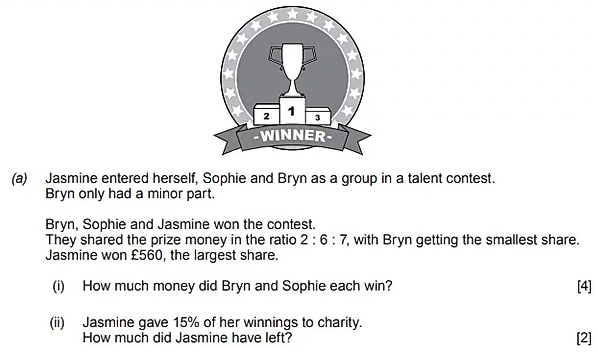 2 1 3
-WINNER-
(a) Jasmine entered herself, Sophie and Bryn as a group in a talent contest.
Bryn only had a minor part.
Bryn, Sophie and Jasmine won the contest.
They shared the prize money in the ratio 2 : 6 : 7, with Bryn getting the smallest share.
Jasmine won £560, the largest share.
(i) How much money did Bryn and Sophie each win? [4]
(ii) Jasmine gave 15% of her winnings to charity.
How much did Jasmine have left? [2]